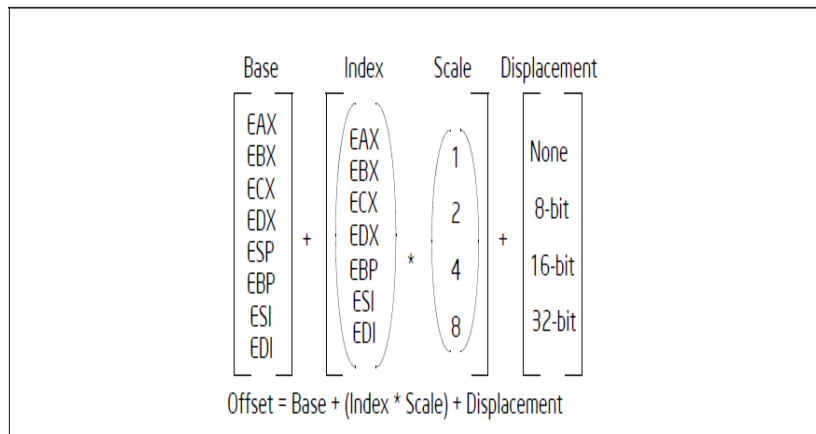 Base Index Scale Displacement
EAX
EBX
ECX
EDX
ESP
EBP
ESI
EDI
+
EAX
EBX
ECX
EDX
EBP
ESI
EDI
*
1
2
4
8
+
None
8-bit
16-bit
32-bit
Offset = Base + (Index * Scale) + Displacement